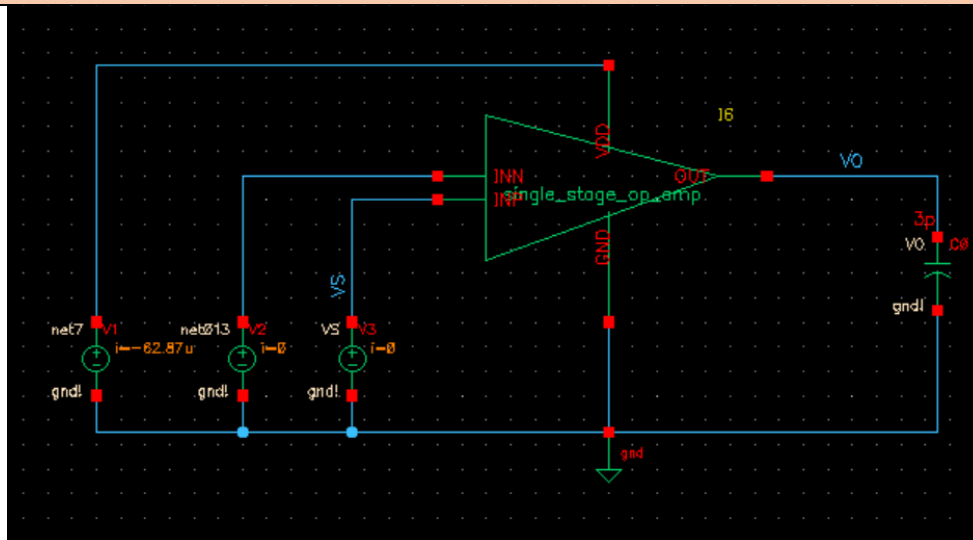 I6
VDD
VO
INN
OUT
INP
single_stage_op_amp
3p
GND
VO
C0
VS
gnd!
net7
V1
net013
V2
VS
V3
i=-62.87u
i=0
i=0
gnd!
gnd!
gnd!
gnd